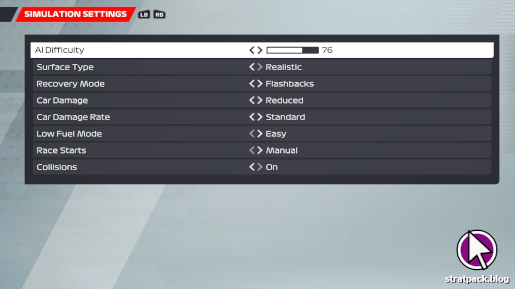 SIMULATION SETTINGS LB RB
AI Difficulty 76
Surface Type Realistic
Recovery Mode Flashbacks
Car Damage Reduced
Car Damage Rate Standard
Low Fuel Mode Easy
Race Starts Manual
Collisions On
stratpack.blog